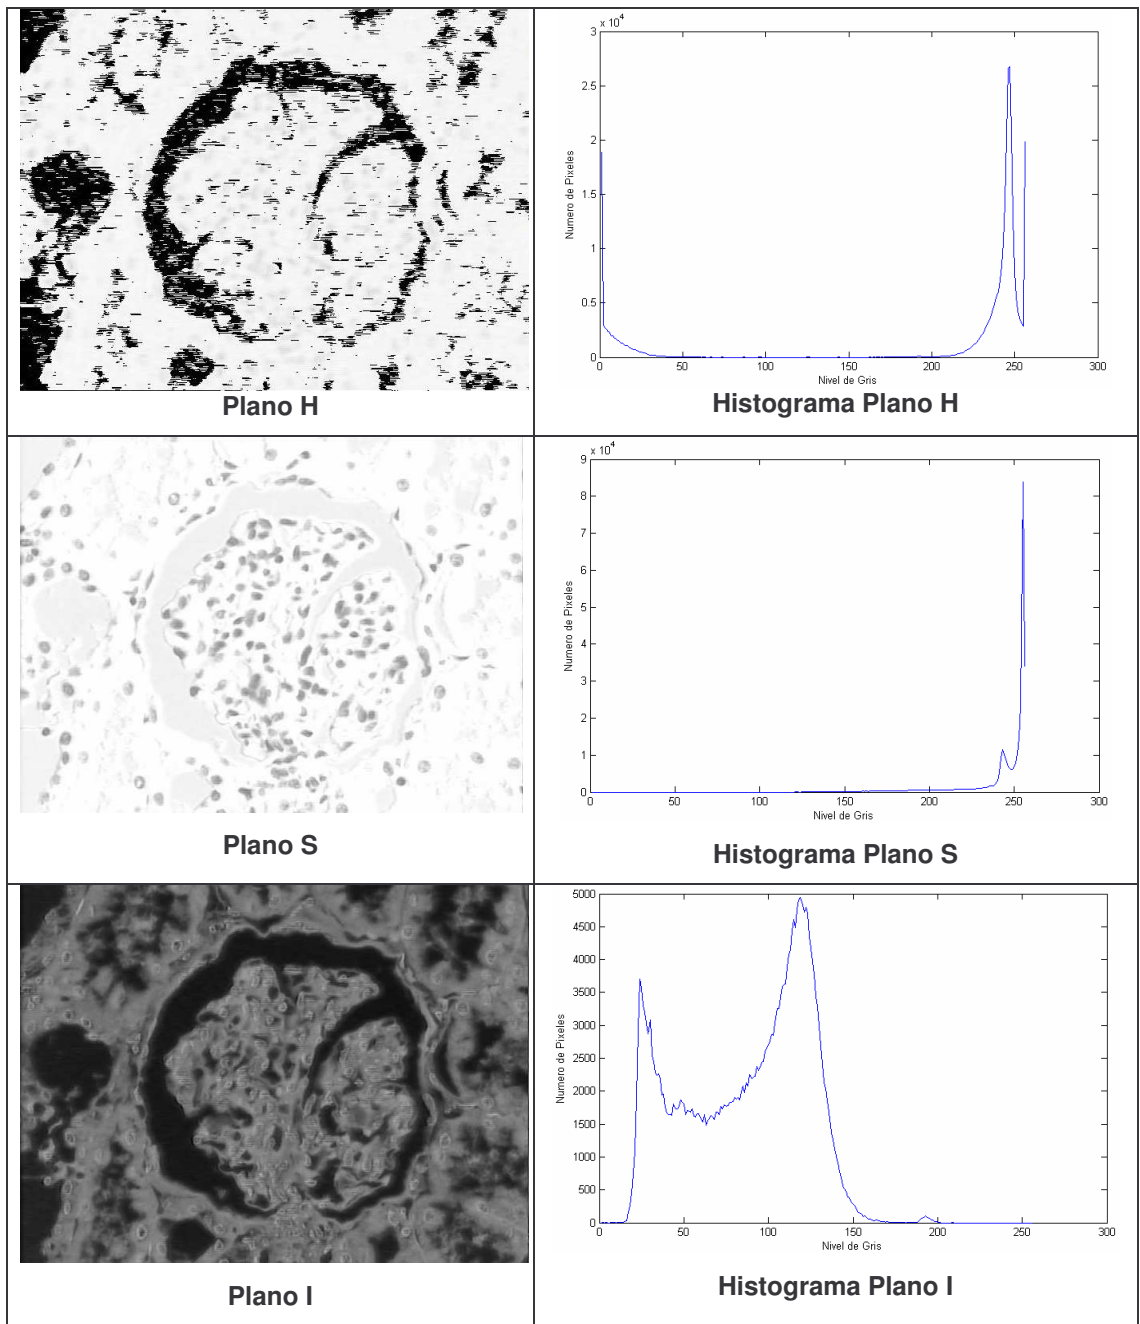 x 10^4
3
2.5
2
1.5
1
0.5
0
Numero de Pixeles
0 50 100 150 200 250 300
Nivel de Gris
Plano H
Histograma Plano H
x 10^4
9
8
7
6
5
4
3
2
1
0
Numero de Pixeles
0 50 100 150 200 250 300
Nivel de Gris
Plano S
Histograma Plano S
5000
4500
4000
3500
3000
2500
2000
1500
1000
500
0
Numero de Pixeles
0 50 100 150 200 250 300
Nivel de Gris
Plano I
Histograma Plano I